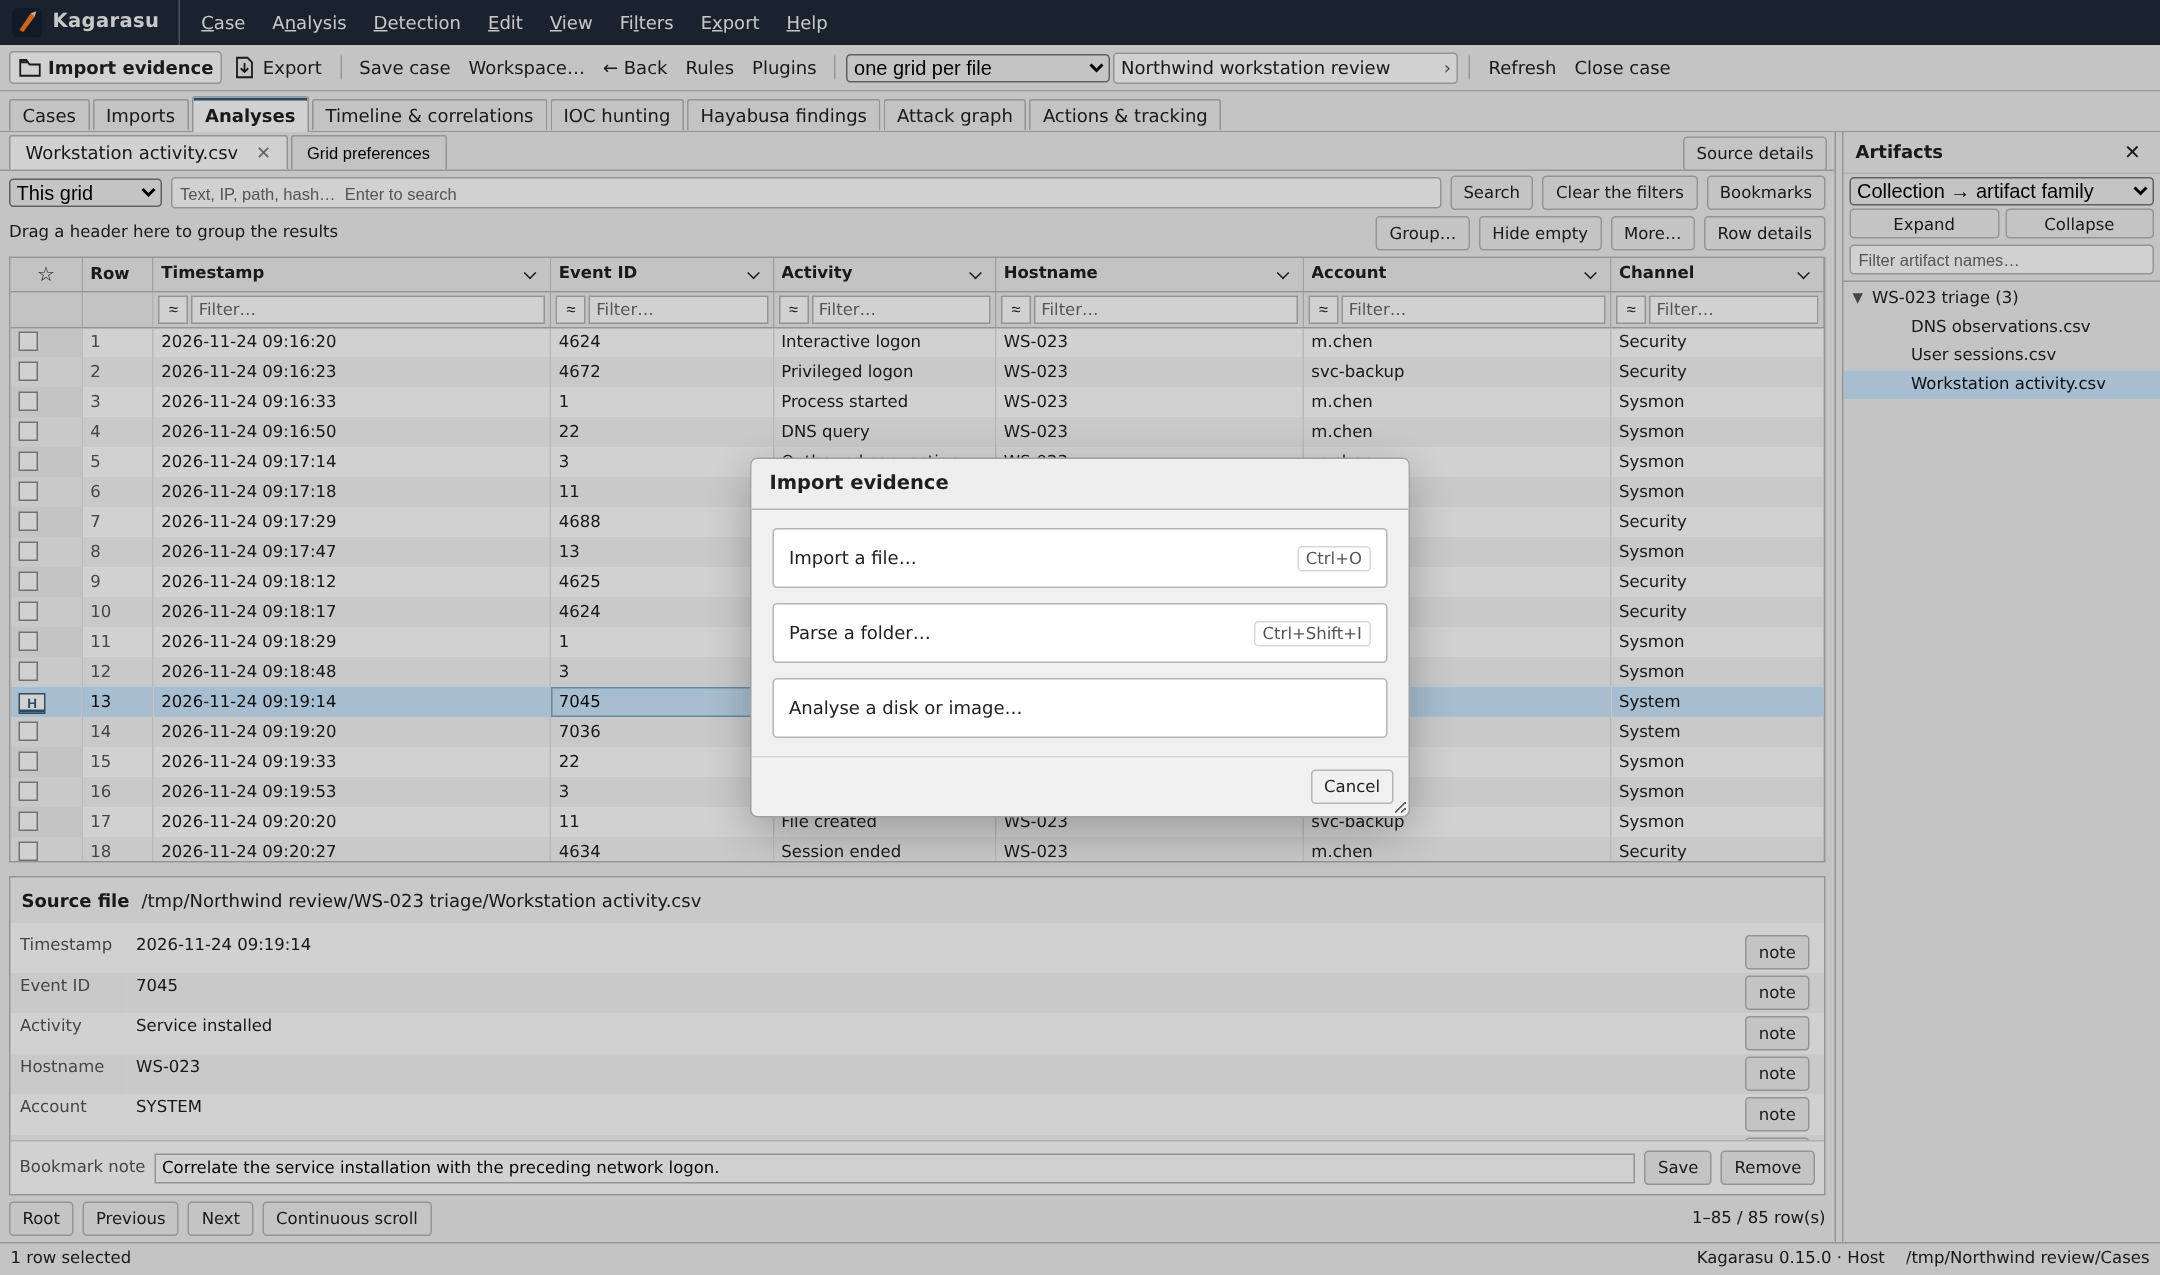 Kagarasu Case Analysis Detection Edit View Filters Export Help
Import evidence Export Save case Workspace... ← Back Rules Plugins one grid per file Northwind workstation review › Refresh Close case
Cases Imports Analyses Timeline & correlations IOC hunting Hayabusa findings Attack graph Actions & tracking
Workstation activity.csv ✕ Grid preferences Source details
This grid Text, IP, path, hash... Enter to search Search Clear the filters Bookmarks
Drag a header here to group the results Group... Hide empty More... Row details
☆ Row Timestamp Event ID Activity Hostname Account Channel
≈ Filter... ≈ Filter... ≈ Filter... ≈ Filter... ≈ Filter... ≈ Filter...
1 2026-11-24 09:16:20 4624 Interactive logon WS-023 m.chen Security
2 2026-11-24 09:16:23 4672 Privileged logon WS-023 svc-backup Security
3 2026-11-24 09:16:33 1 Process started WS-023 m.chen Sysmon
4 2026-11-24 09:16:50 22 DNS query WS-023 m.chen Sysmon
5 2026-11-24 09:17:14 3 Sysmon
6 2026-11-24 09:17:18 11 Sysmon
7 2026-11-24 09:17:29 4688 Security
8 2026-11-24 09:17:47 13 Sysmon
9 2026-11-24 09:18:12 4625 Security
10 2026-11-24 09:18:17 4624 Security
11 2026-11-24 09:18:29 1 Sysmon
12 2026-11-24 09:18:48 3 Sysmon
H 13 2026-11-24 09:19:14 7045 System
14 2026-11-24 09:19:20 7036 System
15 2026-11-24 09:19:33 22 Sysmon
16 2026-11-24 09:19:53 3 Sysmon
17 2026-11-24 09:20:20 11 File created WS-023 svc-backup Sysmon
18 2026-11-24 09:20:27 4634 Session ended WS-023 m.chen Security
Import evidence
Import a file... Ctrl+O
Parse a folder... Ctrl+Shift+I
Analyse a disk or image...
Cancel
Source file /tmp/Northwind review/WS-023 triage/Workstation activity.csv
Timestamp 2026-11-24 09:19:14 note
Event ID 7045 note
Activity Service installed note
Hostname WS-023 note
Account SYSTEM note
Bookmark note Correlate the service installation with the preceding network logon. Save Remove
Root Previous Next Continuous scroll 1–85 / 85 row(s)
Artifacts ✕
Collection → artifact family
Expand Collapse
Filter artifact names...
▼ WS-023 triage (3)
DNS observations.csv
User sessions.csv
Workstation activity.csv
1 row selected Kagarasu 0.15.0 · Host /tmp/Northwind review/Cases